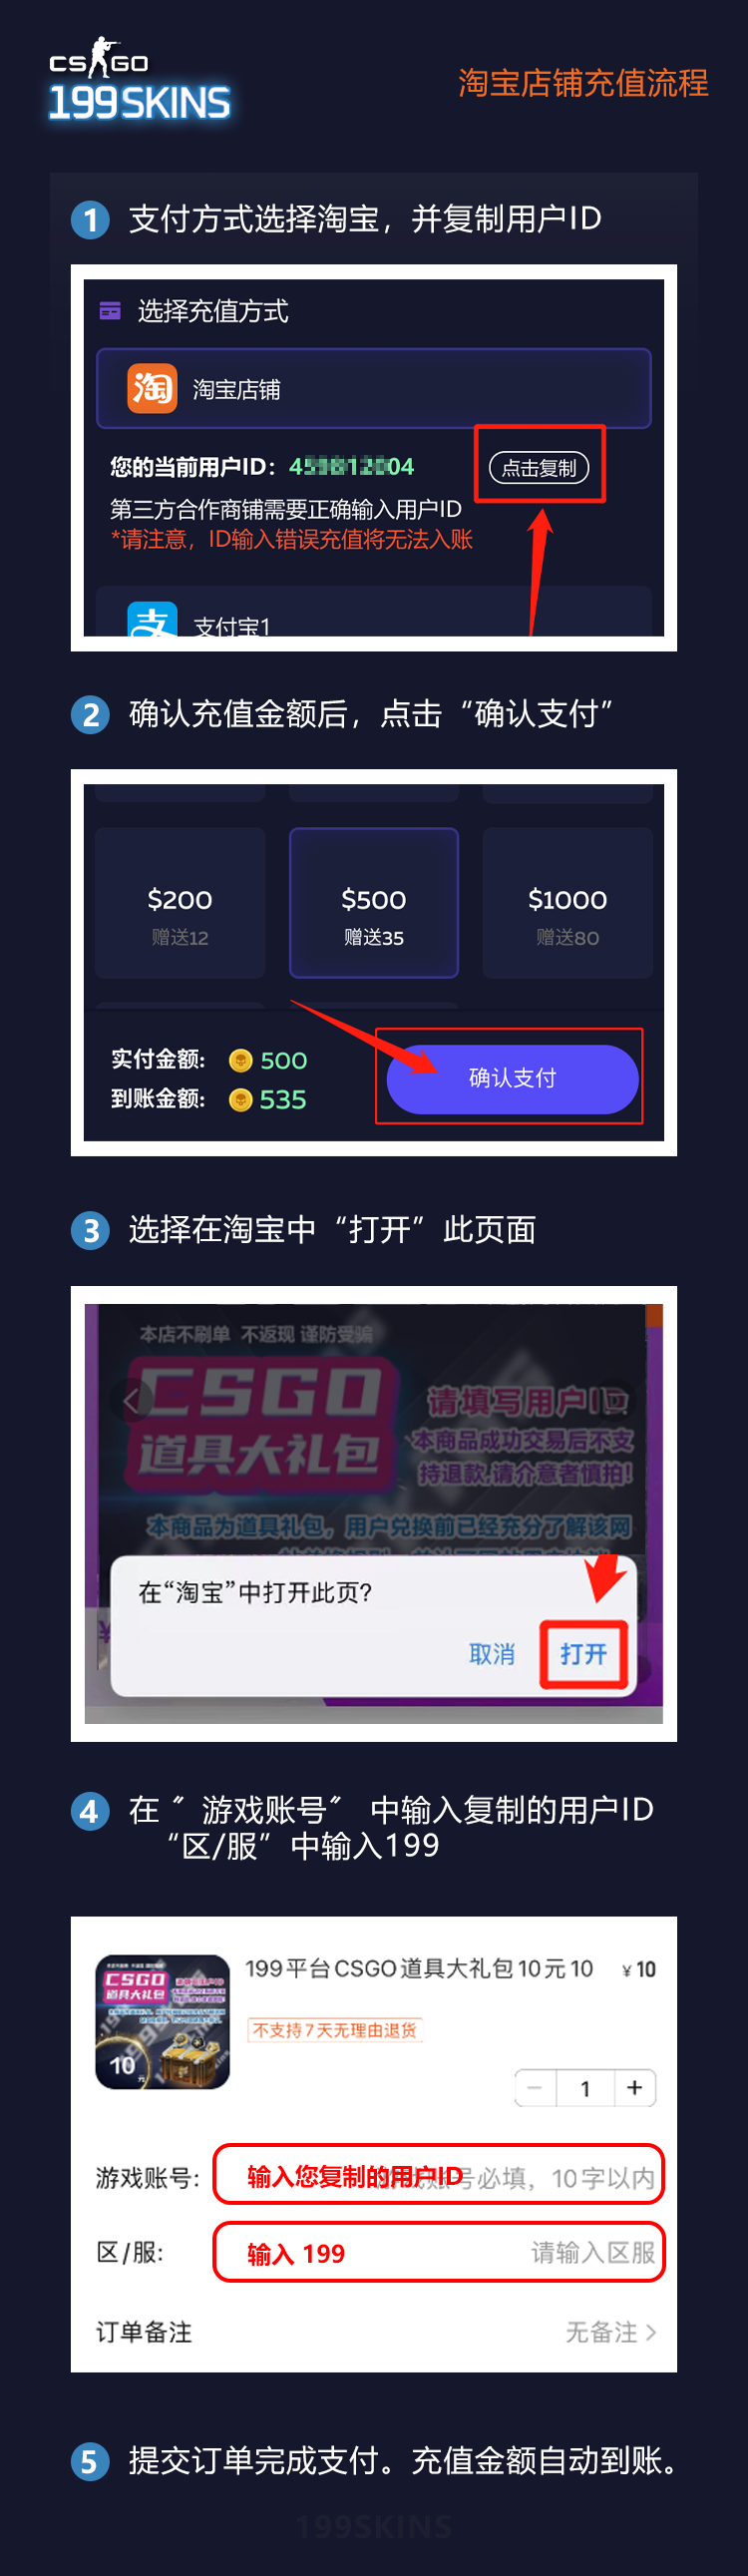 CS GO
199SKINS
淘宝店铺充值流程
1 支付方式选择淘宝，并复制用户ID
选择充值方式
淘 淘宝店铺
您的当前用户ID： 459812004 点击复制
第三方合作商铺需要正确输入用户ID
*请注意，ID输入错误充值将无法入账
支 支付宝1
2 确认充值金额后，点击“确认支付”
$200 $500 $1000
赠送12 赠送35 赠送80
实付金额: 500
到账金额: 535
确认支付
3 选择在淘宝中“打开”此页面
本店不刷单 不返现 谨防受骗
CSGO
道具大礼包
请填写用户ID
本商品成功交易后不支
持退款,请介意者慎拍!
本商品为道具礼包，用户兑换前已经充分了解该网
在“淘宝”中打开此页?
取消 打开
4 在〞游戏账号〞 中输入复制的用户ID
“区/服”中输入199
199平台CSGO道具大礼包10元10 ¥10
不支持7天无理由退货
CSGO
道具大礼包
10元
− 1 +
游戏账号: 输入您复制的用户ID 账号必填，10字以内
区/服: 输入 199 请输入区服
订单备注 无备注 >
5 提交订单完成支付。充值金额自动到账。
199SKINS